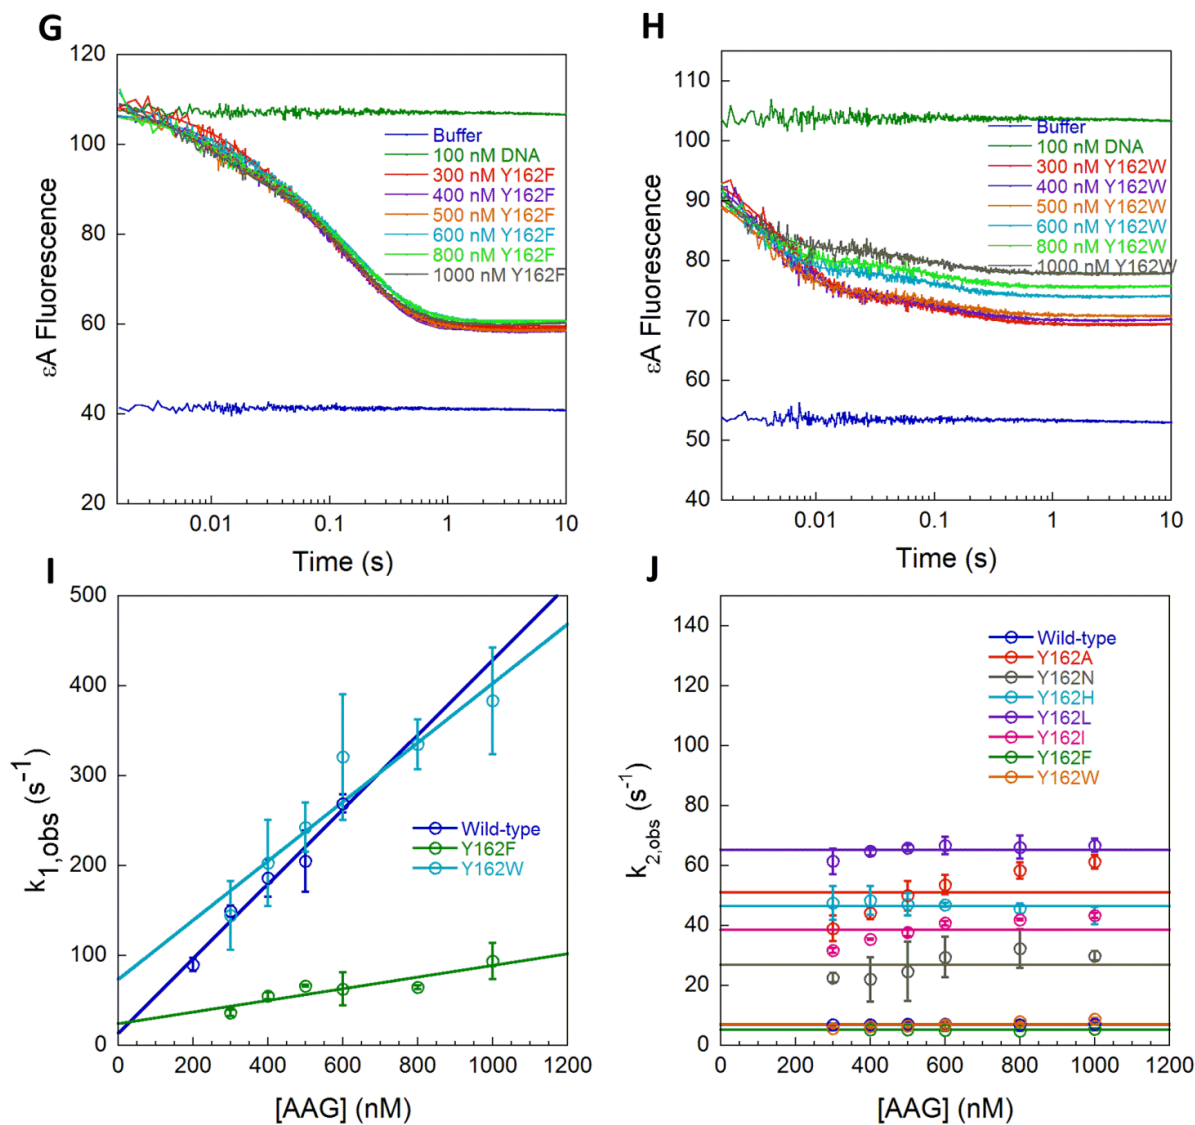 G
120
100
80
60
40
20
εA Fluorescence
Buffer
100 nM DNA
300 nM Y162F
400 nM Y162F
500 nM Y162F
600 nM Y162F
800 nM Y162F
1000 nM Y162F
0.01 0.1 1 10
Time (s)
H
110
100
90
80
70
60
50
40
εA Fluorescence
Buffer
100 nM DNA
300 nM Y162W
400 nM Y162W
500 nM Y162W
600 nM Y162W
800 nM Y162W
1000 nM Y162W
0.01 0.1 1 10
Time (s)
I
500
400
300
200
100
0
k1,obs (s-1)
Wild-type
Y162F
Y162W
0 200 400 600 800 1000 1200
[AAG] (nM)
J
140
120
100
80
60
40
20
0
k2,obs (s-1)
Wild-type
Y162A
Y162N
Y162H
Y162L
Y162I
Y162F
Y162W
0 200 400 600 800 1000 1200
[AAG] (nM)